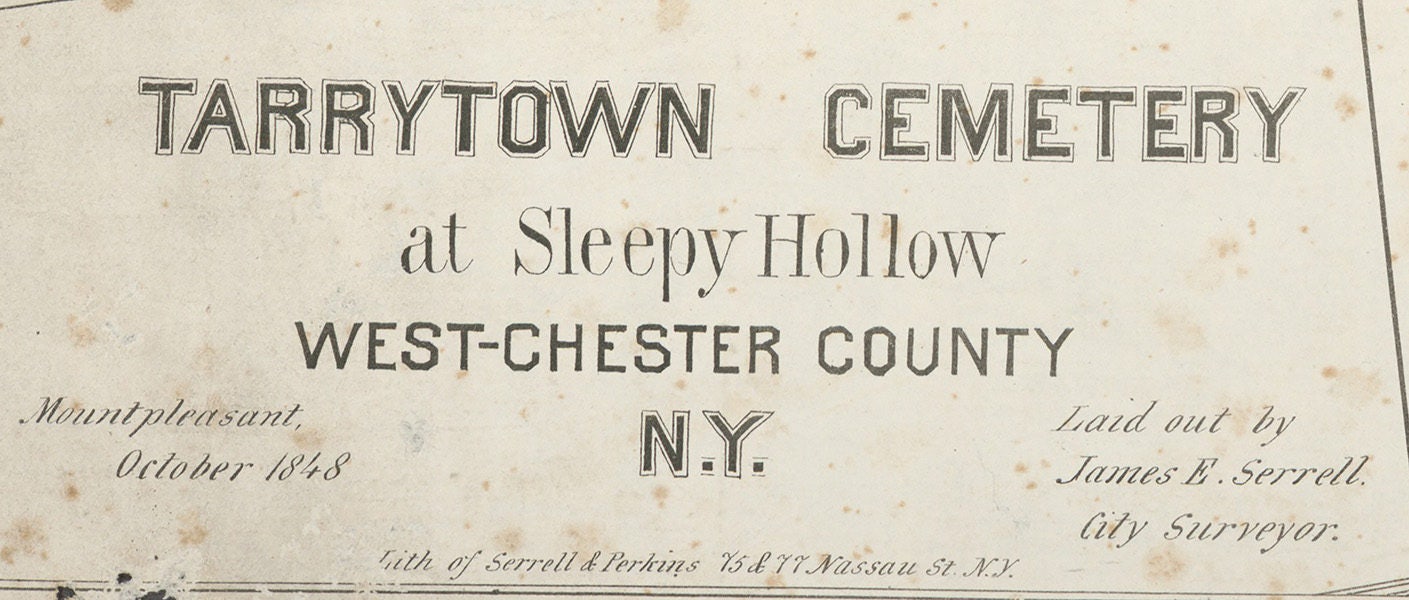 TARRYTOWN CEMETERY
at Sleepy Hollow
WEST-CHESTER COUNTY
N.Y.
Mountpleasant,
October 1848
Laid out by
James E. Serrell.
City Surveyor.
Lith of Serrell & Perkins 75 & 77 Nassau St. N.Y.